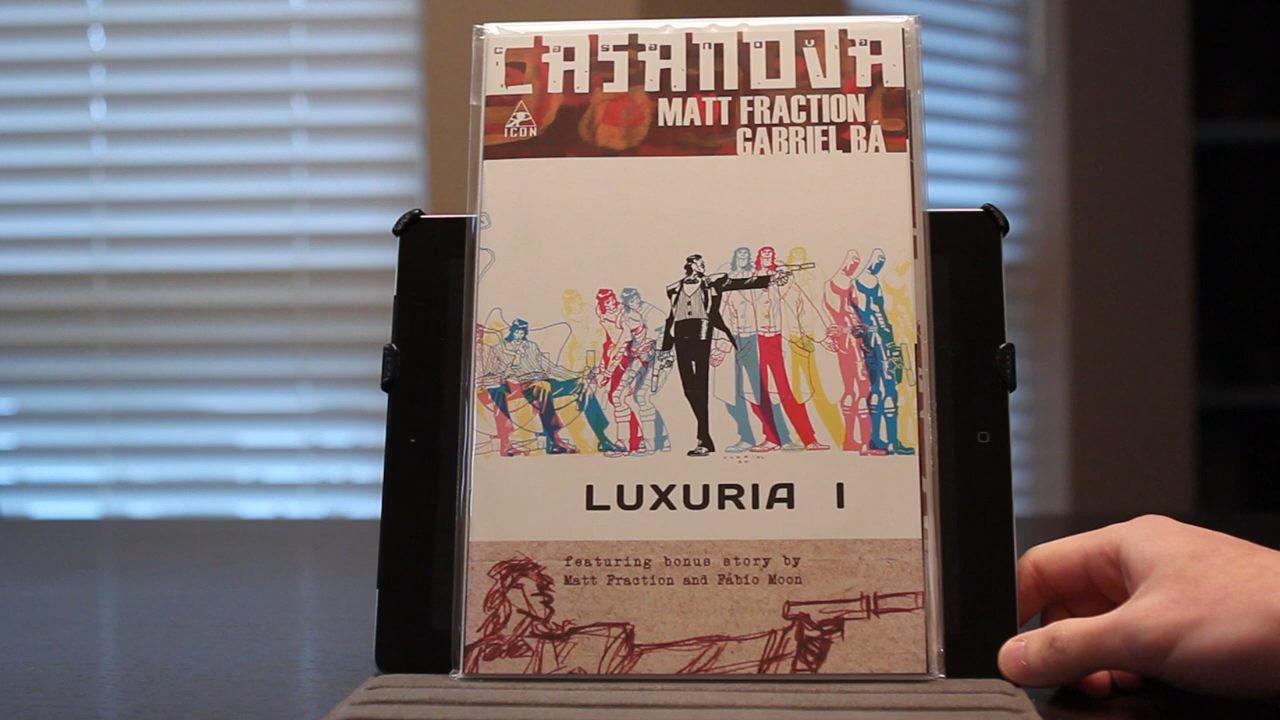 CASANOVA
MATT FRACTION
GABRIEL BÁ
ICON
LUXURIA I
featuring bonus story by
Matt Fraction and Fábio Moon